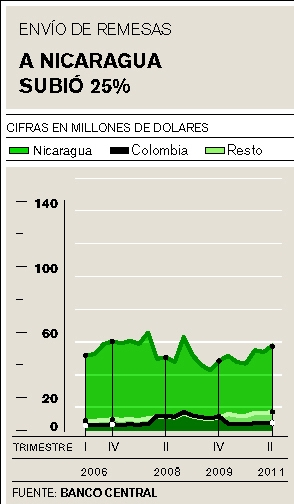 ENVÍO DE REMESAS
A NICARAGUA
SUBIÓ 25%
CIFRAS EN MILLONES DE DOLARES
Nicaragua Colombia Resto
140
100
60
20
0
TRIMESTRE I IV II IV II
2006 2008 2009 2011
FUENTE: BANCO CENTRAL